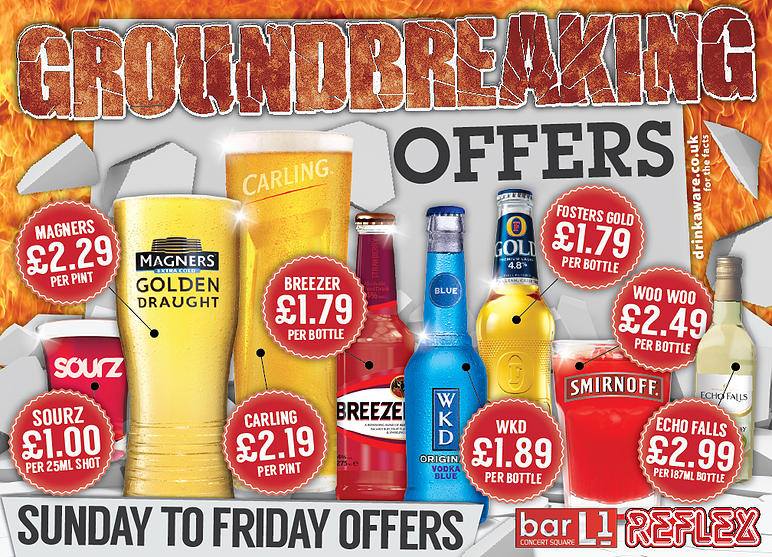 GROUNDBREAKING
OFFERS
drinkaware.co.uk
for the facts
MAGNERS
£2.29
PER PINT
MAGNERS
EXTRA COLD
GOLDEN
DRAUGHT
CARLING
BREEZER
£1.79
PER BOTTLE
BLUE
GOLD
4.8%
FOSTERS GOLD
£1.79
PER BOTTLE
WOO WOO
£2.49
PER BOTTLE
SOURZ
SOURZ
£1.00
PER 25ML SHOT
CARLING
£2.19
PER PINT
BREEZER
WKD
ORIGINAL
VODKA
BLUE
WKD
£1.89
PER BOTTLE
SMIRNOFF
ECHO FALLS
ECHO FALLS
£2.99
PER 187ML BOTTLE
SUNDAY TO FRIDAY OFFERS
bar L1
CONCERT SQUARE
REFLEX